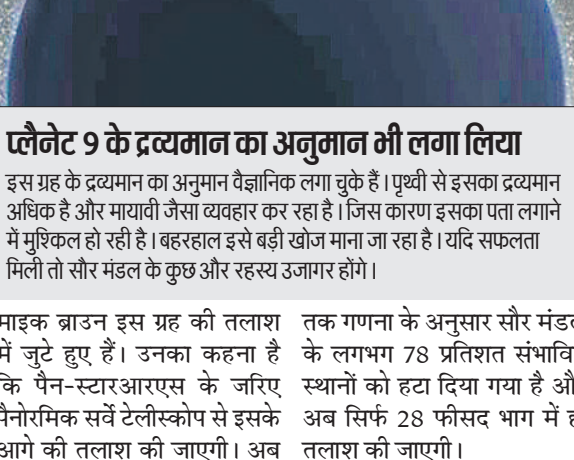 प्लैनेट 9 के द्रव्यमान का अनुमान भी लगा लिया
इस ग्रह के द्रव्यमान का अनुमान वैज्ञानिक लगा चुके हैं। पृथ्वी से इसका द्रव्यमान
अधिक है और मायावी जैसा व्यवहार कर रहा है। जिस कारण इसका पता लगाने
में मुश्किल हो रही है। बहरहाल इसे बड़ी खोज माना जा रहा है। यदि सफलता
मिली तो सौर मंडल के कुछ और रहस्य उजागर होंगे।
माइक ब्राउन इस ग्रह की तलाश
में जुटे हुए हैं। उनका कहना है
कि पैन-स्टारआरएस के जरिए
पैनोरमिक सर्वे टेलीस्कोप से इसके
आगे की तलाश की जाएगी। अब
तक गणना के अनुसार सौर मंडल
के लगभग 78 प्रतिशत
स्थानों को हटा दिया गया है
अब सिर्फ 28 फीसद भाग में
तलाश की जाएगी।